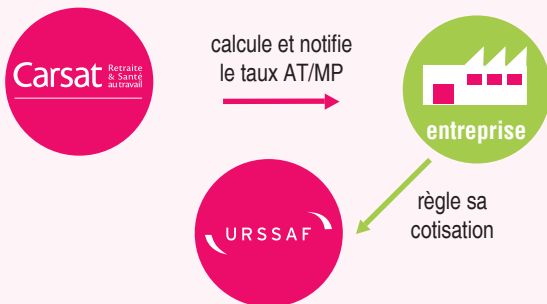 Carsat
Retraite
& Santé
au travail
calcule et notifie
le taux AT/MP
entreprise
URSSAF
règle sa
cotisation